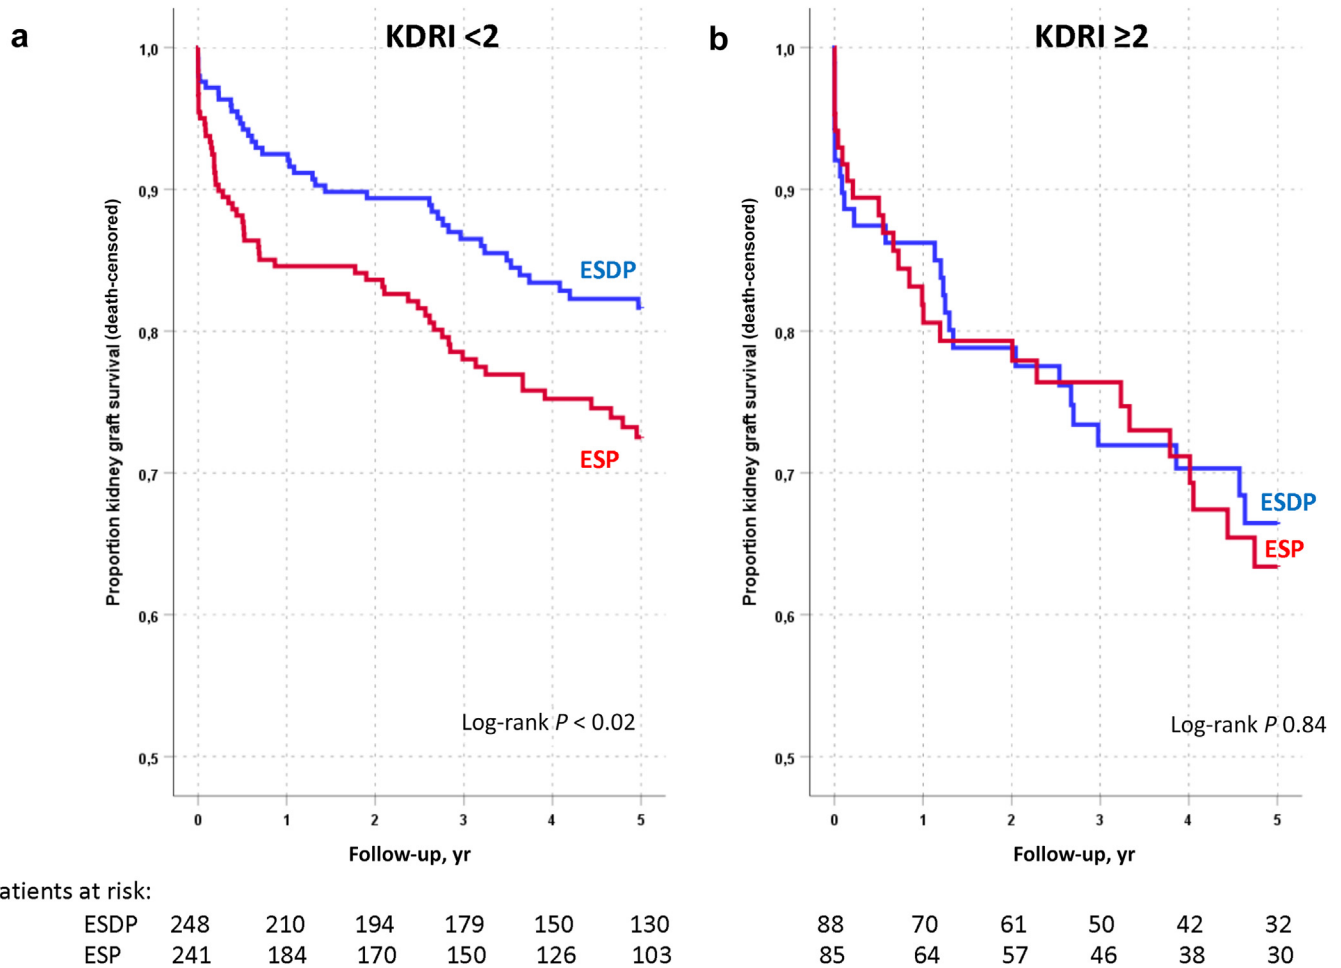 a
KDRI <2
Proportion kidney graft survival (death-censored)
1,0
0,9
0,8
0,7
0,6
0,5
ESDP
ESP
Log-rank P < 0.02
0 1 2 3 4 5
Follow-up, yr
b
KDRI ≥2
Proportion kidney graft survival (death-censored)
1,0
0,9
0,8
0,7
0,6
0,5
ESDP
ESP
Log-rank P 0.84
0 1 2 3 4 5
Follow-up, yr
atients at risk:
ESDP 248 210 194 179 150 130 88 70 61 50 42 32
ESP 241 184 170 150 126 103 85 64 57 46 38 30